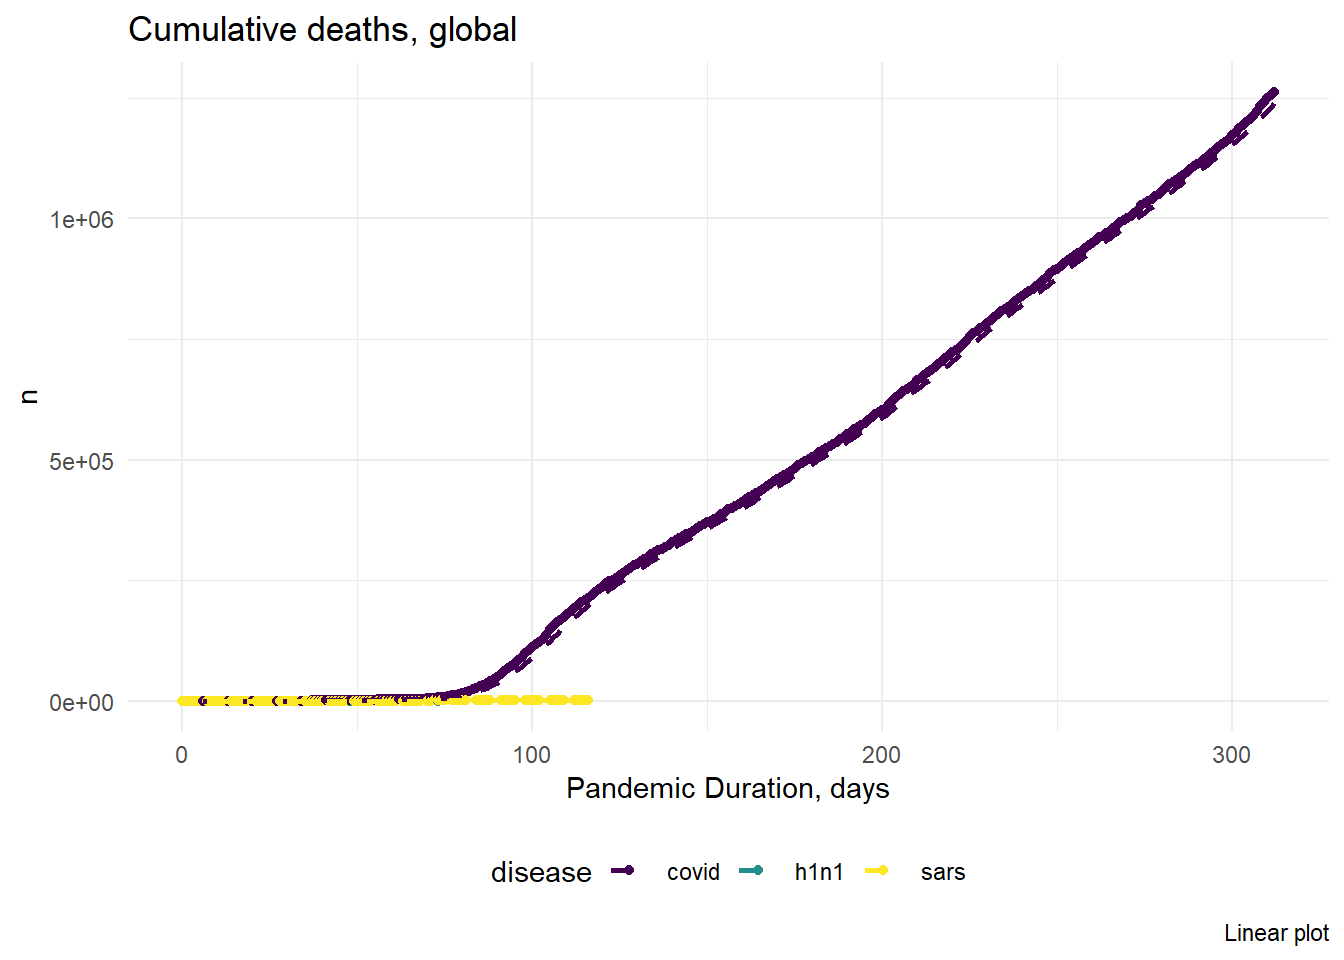 Cumulative deaths, global
n
1e+06
5e+05
0e+00
0 100 200 300
Pandemic Duration, days
disease covid h1n1 sars
Linear plot